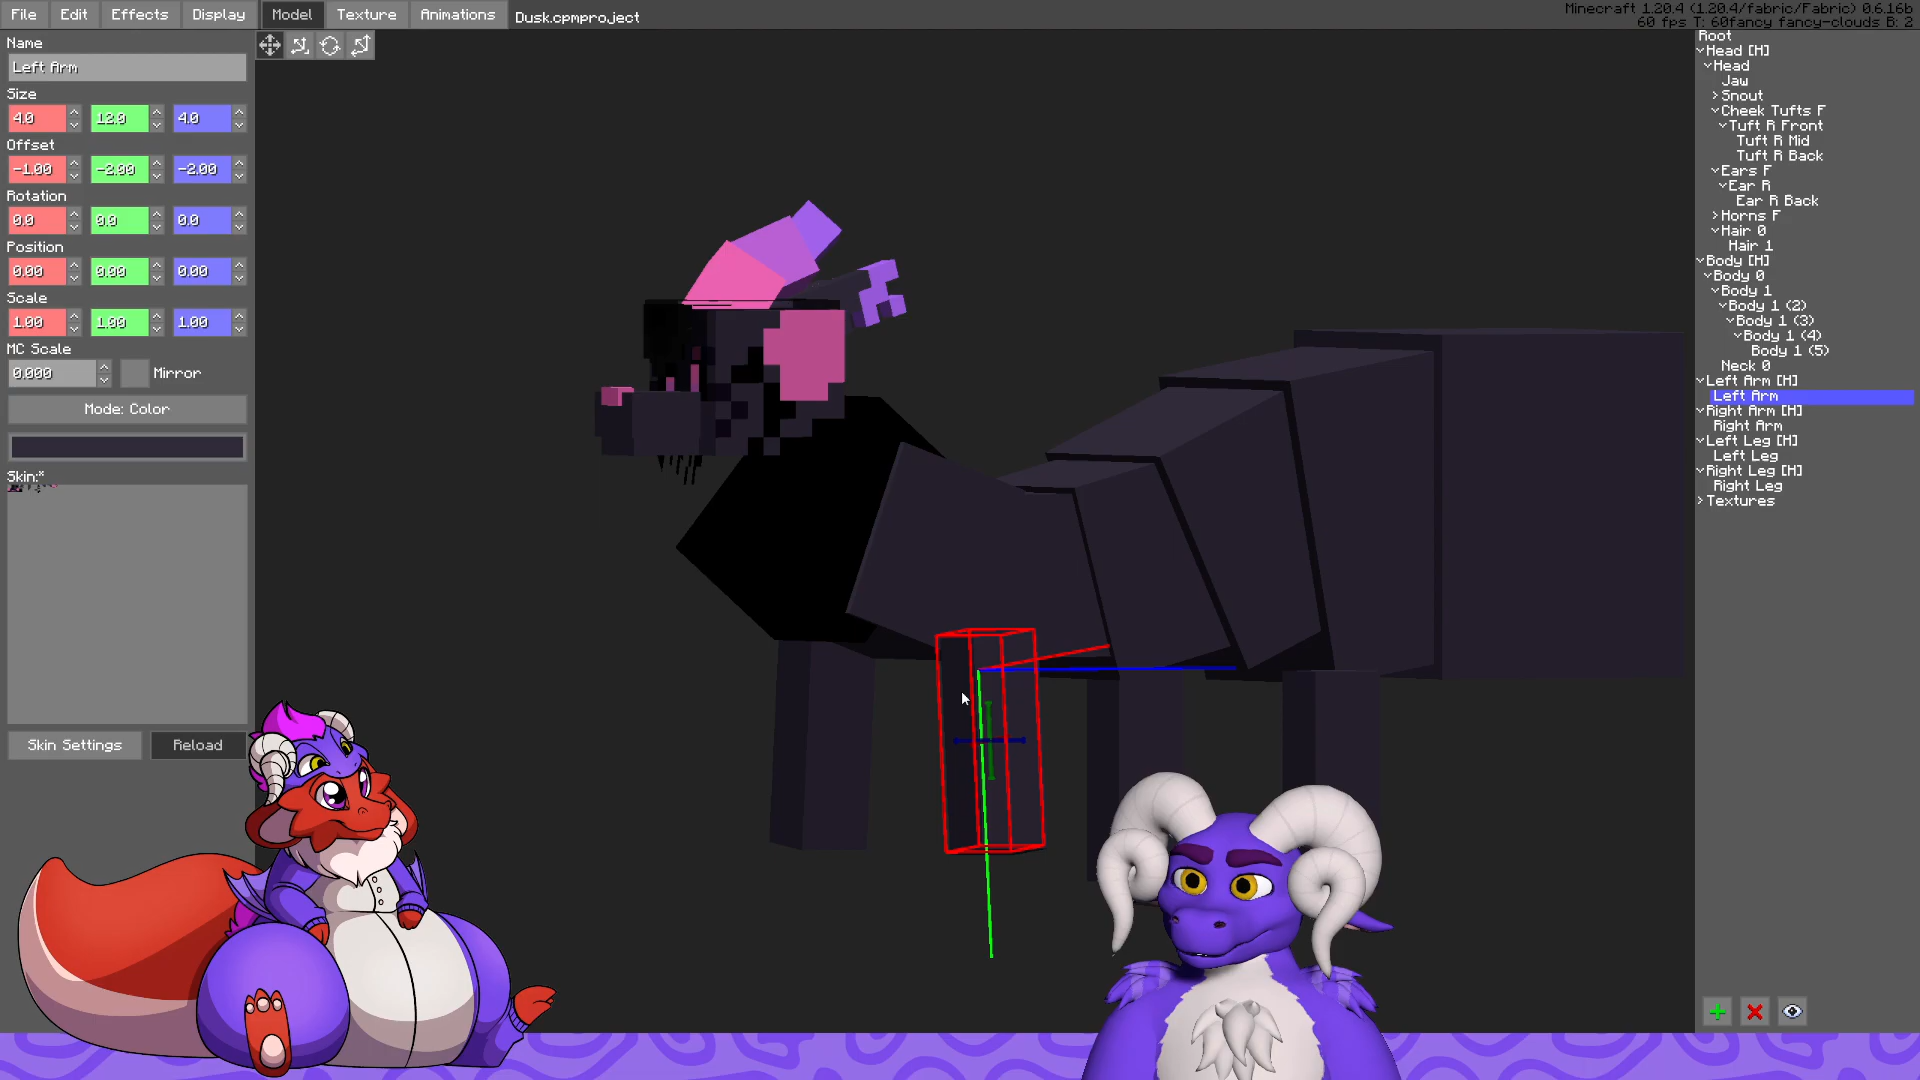 File Edit Effects Display Model Texture Animations Dusk.cpmproject
Minecraft 1.20.4 (1.20.4/fabric/Fabric) 0.6.16b
60 fps T: 60fancy fancy-clouds B: 2
Name
Left Arm
Size
4.0 12.0 4.0
Offset
-1.00 -2.00 -2.00
Rotation
0.0 0.0 0.0
Position
0.00 0.00 0.00
Scale
1.00 1.00 1.00
MC Scale
0.000 Mirror
Mode: Color
Skin:*
Skin Settings Reload
Root
Head [H]
Head
Jaw
Snout
Cheek Tufts F
Tuft R Front
Tuft R Mid
Tuft R Back
Ears F
Ear R
Ear R Back
Horns F
Hair 0
Hair 1
Body [H]
Body 0
Body 1
Body 1 (2)
Body 1 (3)
Body 1 (4)
Body 1 (5)
Neck 0
Left Arm [H]
Left Arm
Right Arm [H]
Right Arm
Left Leg [H]
Left Leg
Right Leg [H]
Right Leg
Textures